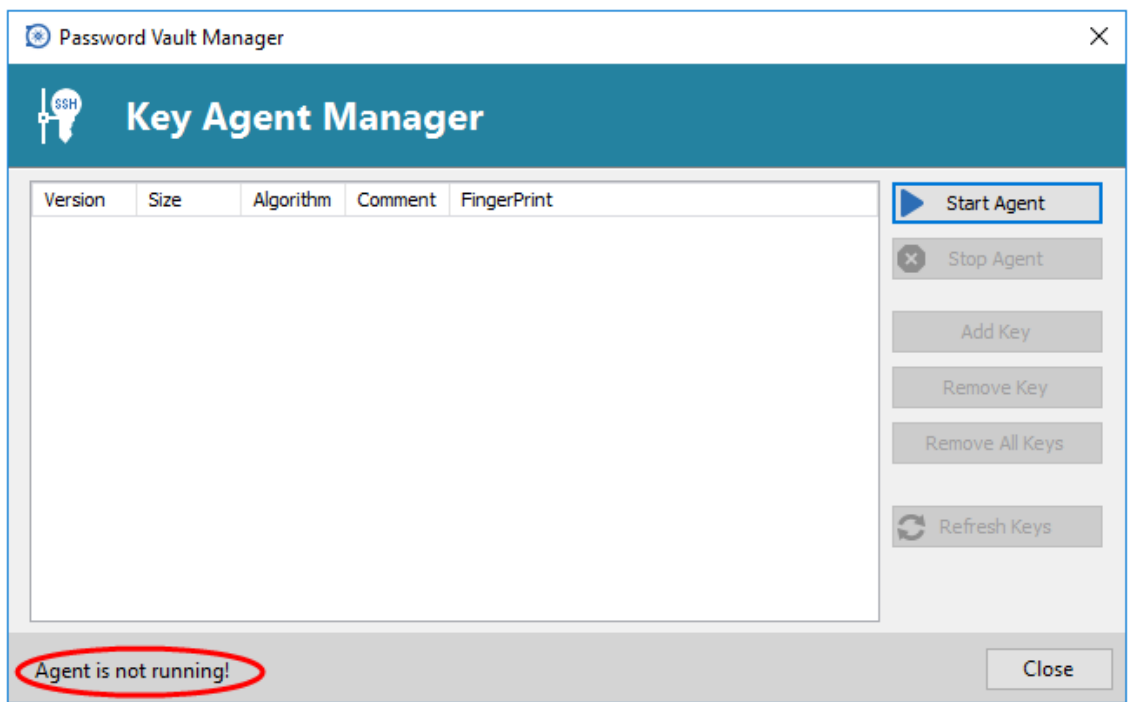 Password Vault Manager
SSH
Key Agent Manager
Version Size Algorithm Comment FingerPrint
Start Agent
Stop Agent
Add Key
Remove Key
Remove All Keys
Refresh Keys
Agent is not running!
Close